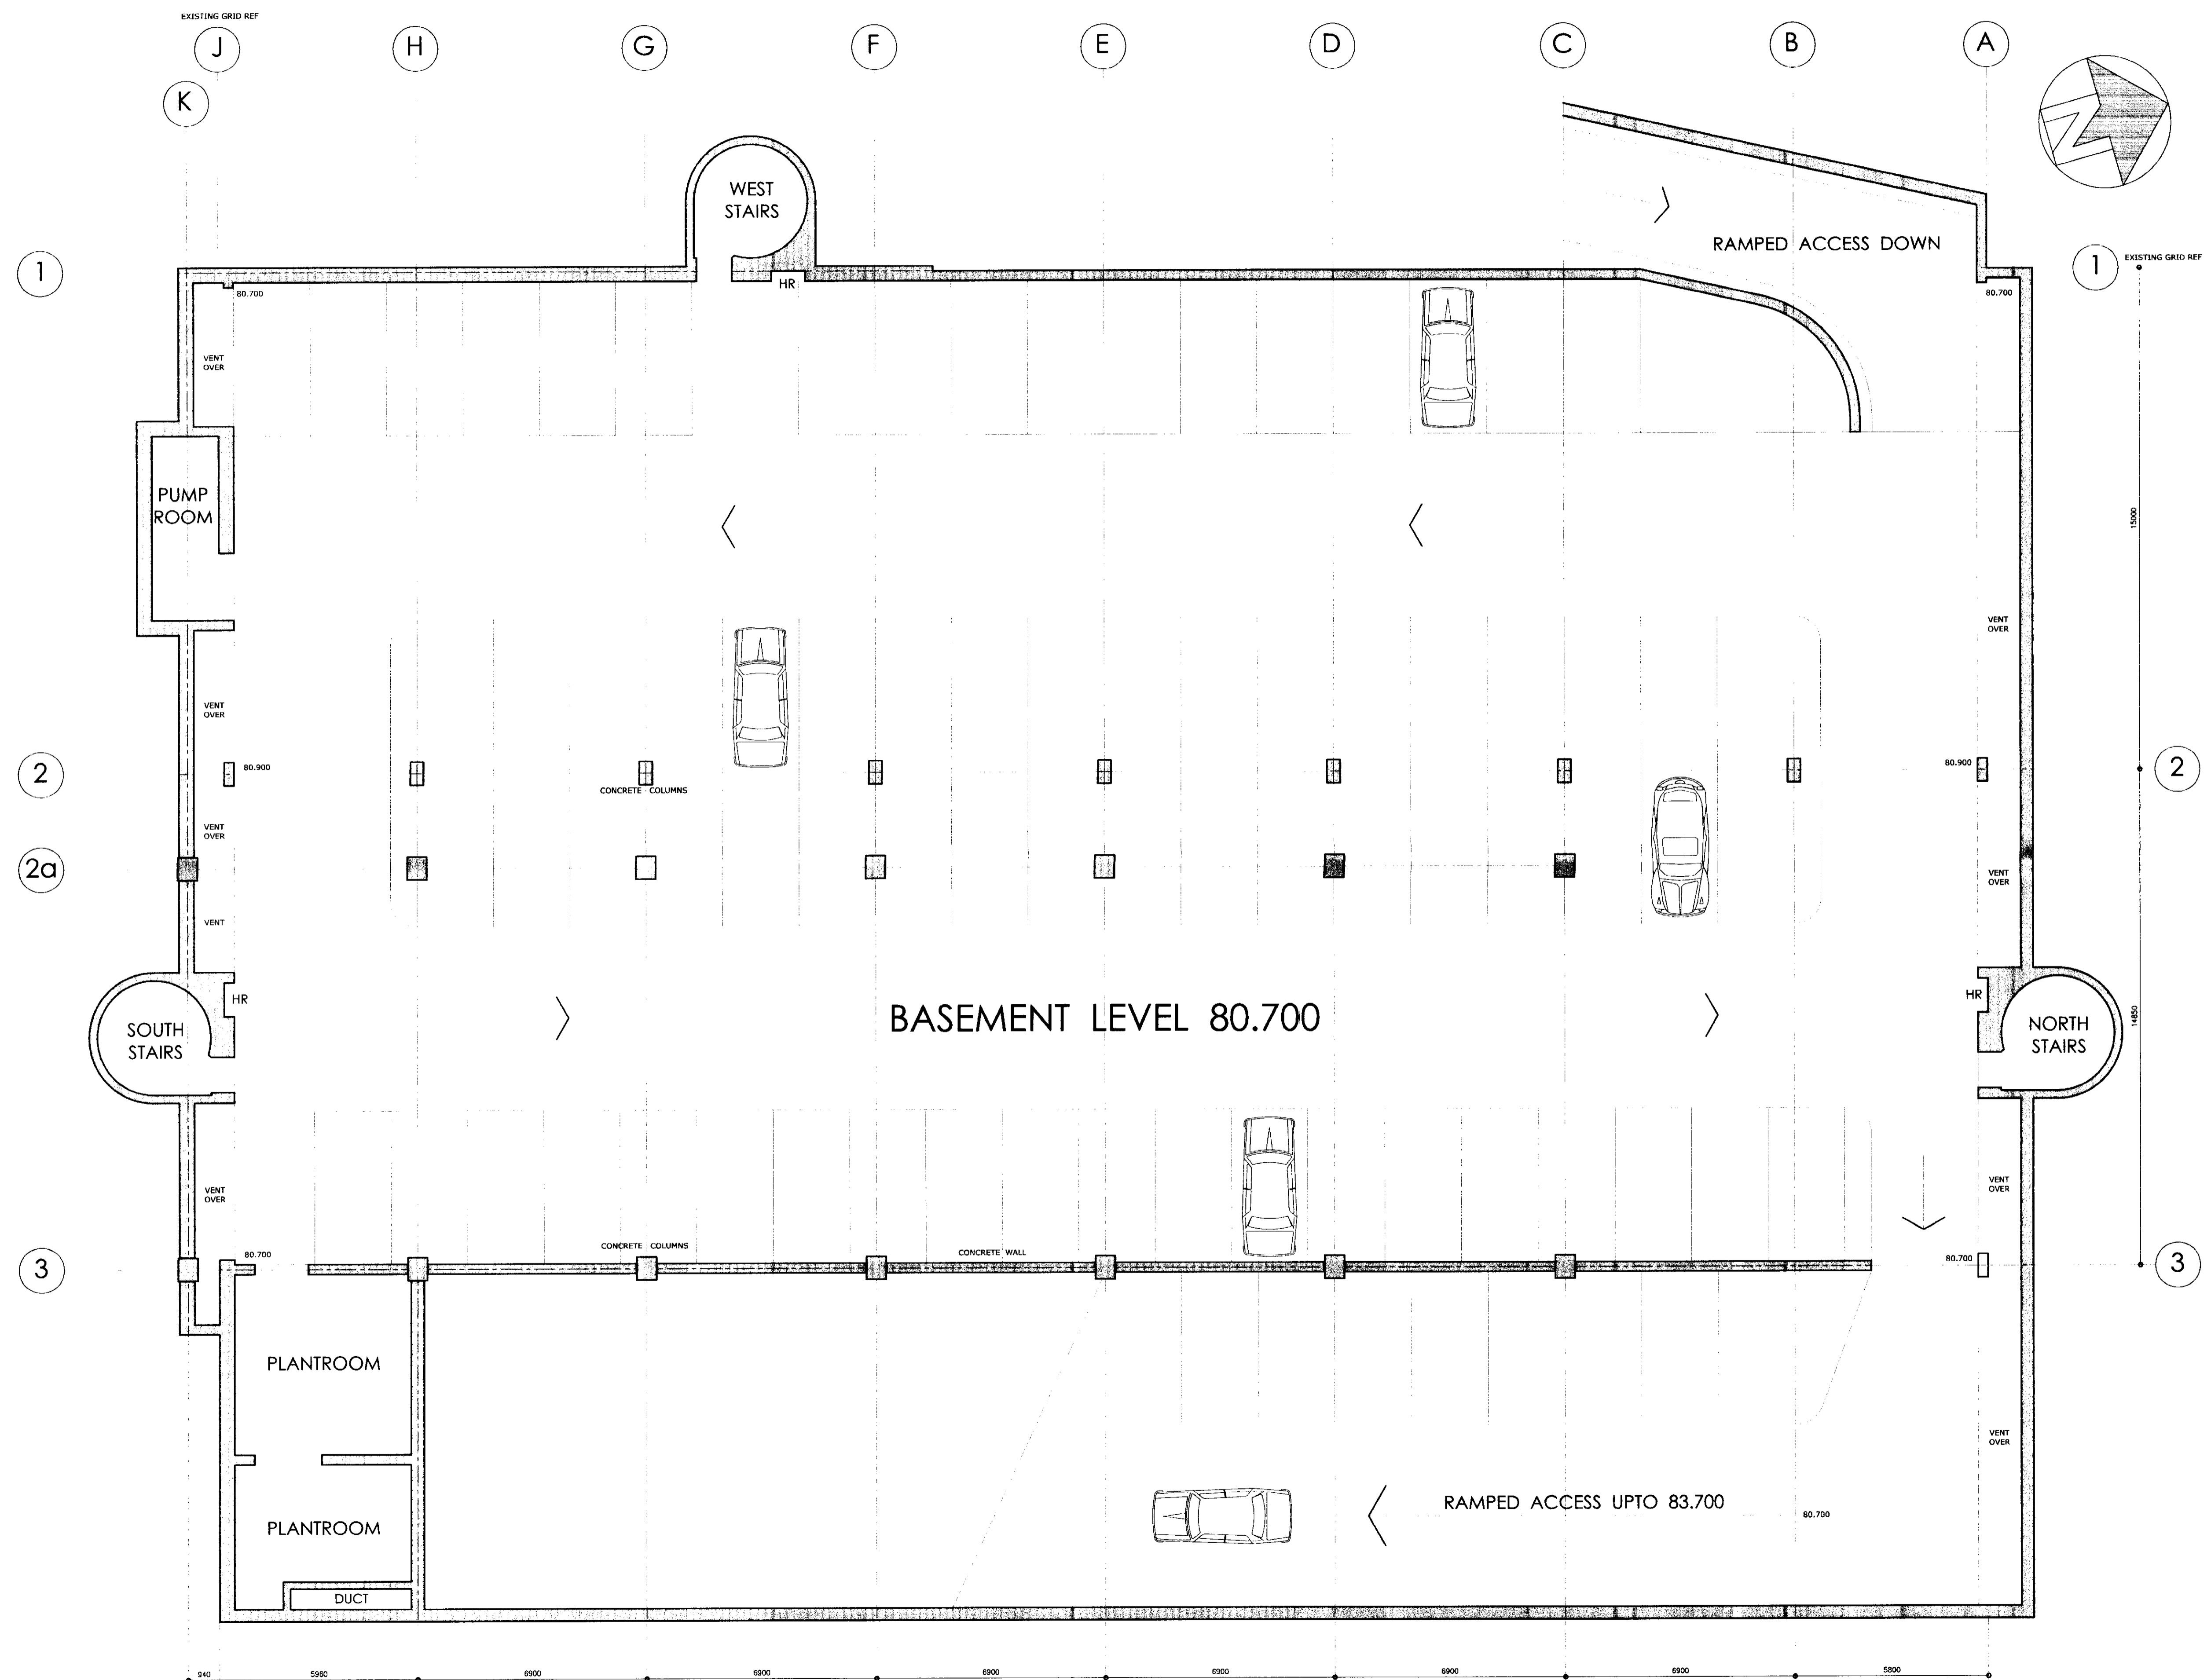 EXISTING GRID REF
J
H
G
F
E
D
C
B
A
K
N
WEST
STAIRS
RAMPED ACCESS DOWN
1
1
EXISTING GRID REF
HR
80.700
80.700
VENT
OVER
PUMP
ROOM
15000
VENT
OVER
VENT
OVER
2
80.900
80.900
2
CONCRETE COLUMNS
VENT
OVER
2a
VENT
OVER
VENT
HR
HR
SOUTH
STAIRS
BASEMENT LEVEL 80.700
NORTH
STAIRS
14850
VENT
OVER
VENT
OVER
CONCRETE COLUMNS
CONCRETE WALL
80.700
80.700
3
3
PLANTROOM
VENT
OVER
RAMPED ACCESS UPTO 83.700
80.700
PLANTROOM
DUCT
940
5960
6900
6900
6900
6900
6900
6900
5800